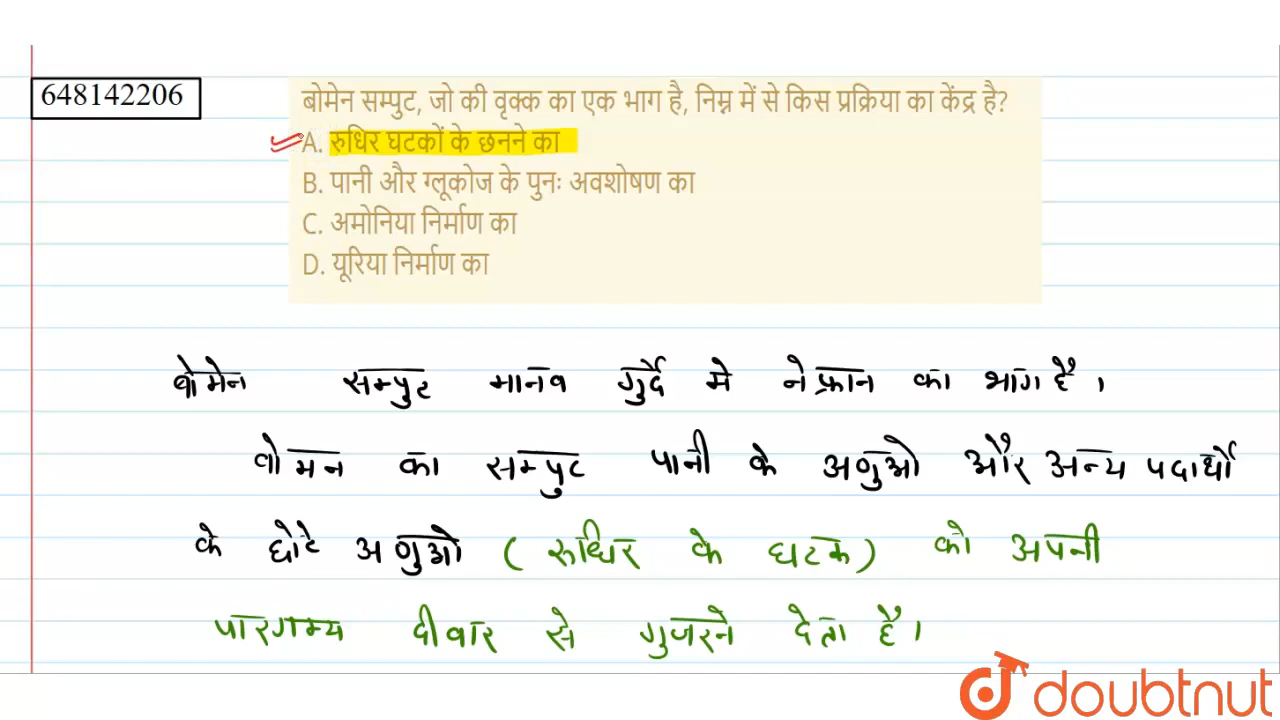 648142206
बोमेन सम्पुट, जो की वृक्क का एक भाग है, निम्न में से किस प्रक्रिया का केंद्र है?
A. रुधिर घटकों के छनने का
B. पानी और ग्लूकोज के पुनः अवशोषण का
C. अमोनिया निर्माण का
D. यूरिया निर्माण का
बोमेन सम्पुट मानव गुर्दे मे नेफ्रान का भाग है।
बोमन का सम्पुट पानी के अणुओ और अन्य पदार्थो
के छोटे अणुओ (रुधिर के घटक) को अपनी
पारगम्य दीवार से गुजरने देता है।
doubtnut